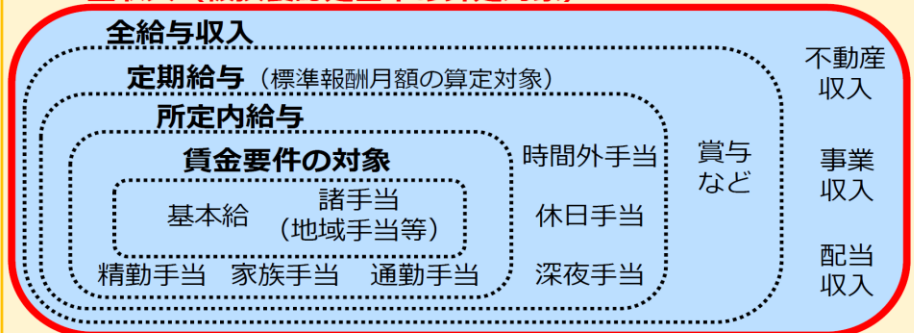 全給与収入
定期給与（標準報酬月額の算定対象）
所定内給与
賃金要件の対象
基本給
諸手当
（地域手当等）
精勤手当 家族手当 通勤手当
時間外手当
休日手当
深夜手当
賞与
など
不動産
収入
事業
収入
配当
収入